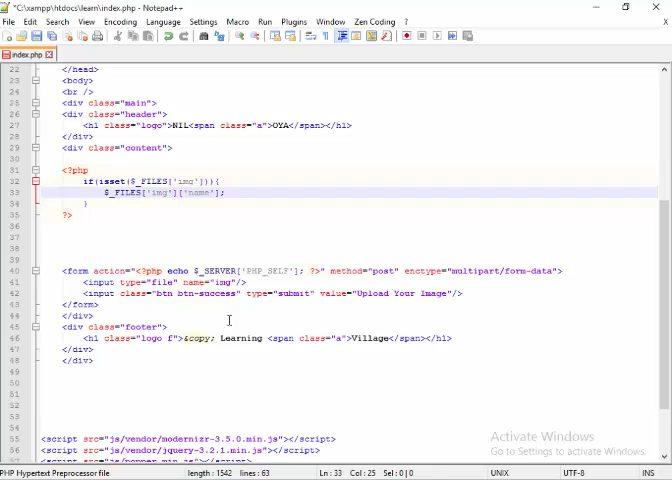 *C:\xampp\htdocs\learn\index.php - Notepad++
File Edit Search View Encoding Language Settings Macro Run Plugins Window Zen Coding ?
index.php
22 </head>
23 <body>
24 <br />
25 <div class="main">
26 <div class="header">
27 <h1 class="logo">NIL<span class="a">OYA</span></h1>
28 </div>
29 <div class="content">
30
31 <?php
32 if(isset($_FILES['img'])){
33 $_FILES['img']['name'];
34 }
35 ?>
36
37
38
39
40 <form action="<?php echo $_SERVER['PHP_SELF']; ?>" method="post" enctype="multipart/form-data">
41 <input type="file" name="img"/>
42 <input class="btn btn-success" type="submit" value="Upload Your Image"/>
43 </form>
44 </div>
45 <div class="footer">
46 <h1 class="logo f">&copy; Learning <span class="a">Village</span></h1>
47 </div>
48 </div>
49
50
51
52
53
54
55 <script src="js/vendor/modernizr-3.5.0.min.js"></script>
56 <script src="js/vendor/jquery-3.2.1.min.js"></script>
57 <script src="js/popper.min.js"></script>
Activate Windows
Go to Settings to activate Windows.
PHP Hypertext Preprocessor file length : 1542 lines : 63 Ln : 33 Col : 25 Sel : 0 | 0 UNIX UTF-8 INS